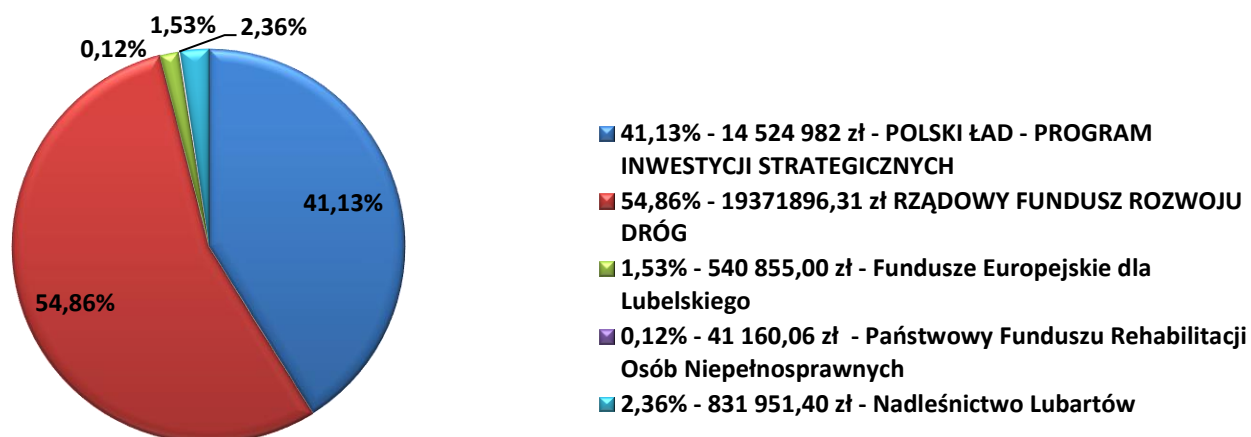 1,53%
2,36%
0,12%
41,13%
54,86%
41,13% - 14 524 982 zł - POLSKI ŁAD - PROGRAM
INWESTYCJI STRATEGICZNYCH
54,86% - 19371896,31 zł RZĄDOWY FUNDUSZ ROZWOJU
DRÓG
1,53% - 540 855,00 zł - Fundusze Europejskie dla
Lubelskiego
0,12% - 41 160,06 zł - Państwowy Funduszu Rehabilitacji
Osób Niepełnosprawnych
2,36% - 831 951,40 zł - Nadleśnictwo Lubartów